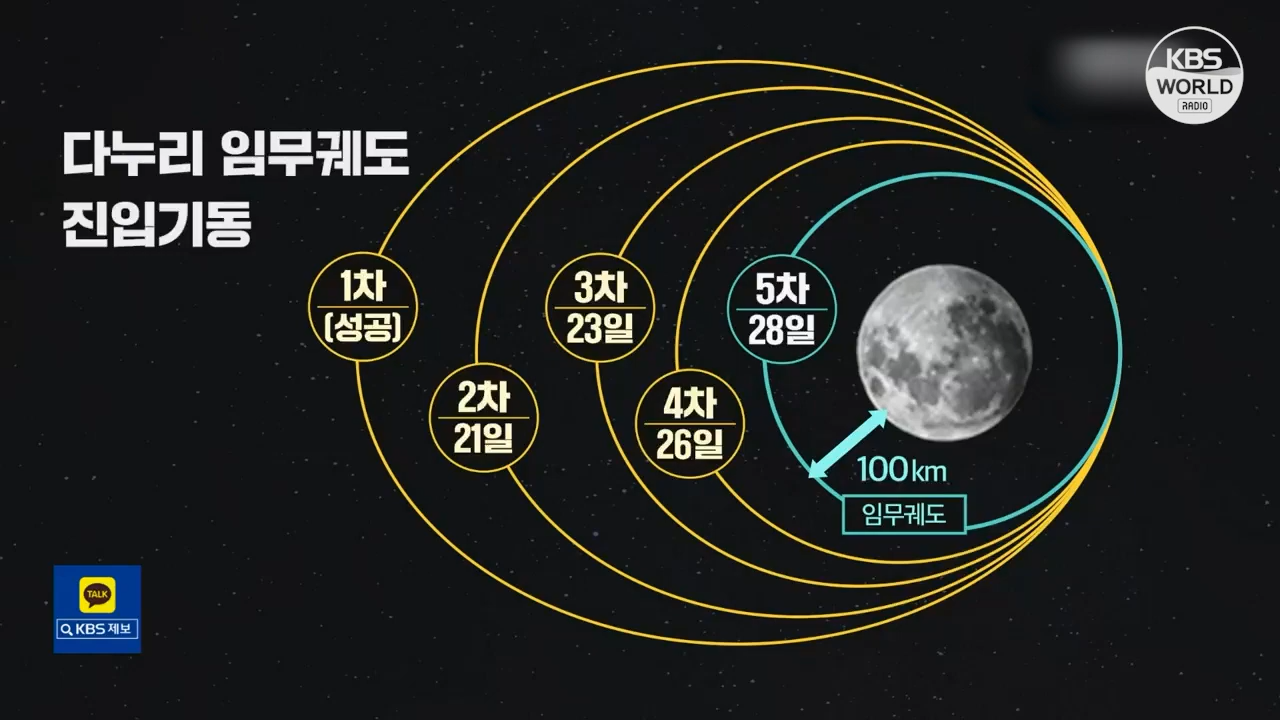 다누리 임무궤도
진입기동
KBS
WORLD
RADIO
1차
(성공)
2차
21일
3차
23일
4차
26일
5차
28일
100km
임무궤도
TALK
KBS 제보